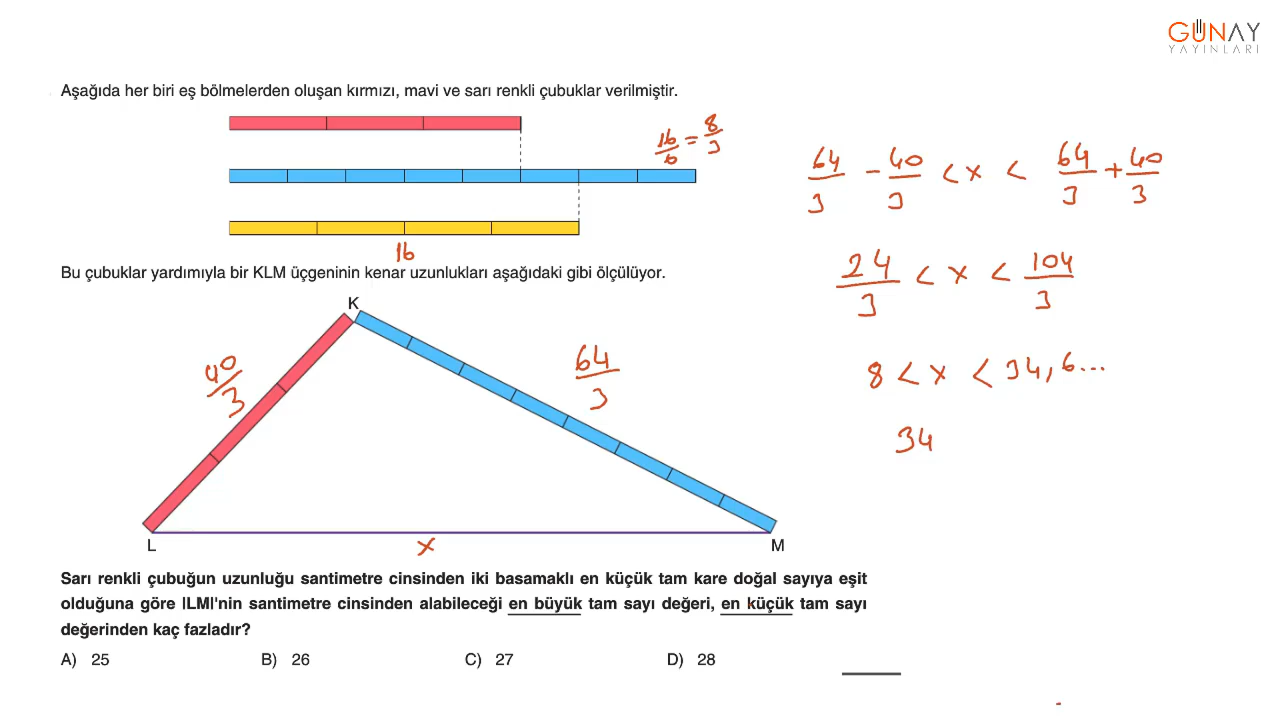 GÜNAY
YAYINLARI
Aşağıda her biri eş bölmelerden oluşan kırmızı, mavi ve sarı renkli çubuklar verilmiştir.
16/6 = 8/3
16
Bu çubuklar yardımıyla bir KLM üçgeninin kenar uzunlukları aşağıdaki gibi ölçülüyor.
K
40/3
64/3
L
x
M
64/3 - 40/3 < x < 64/3 + 40/3
24/3 < x < 104/3
8 < x < 34,6...
34
Sarı renkli çubuğun uzunluğu santimetre cinsinden iki basamaklı en küçük tam kare doğal sayıya eşit
olduğuna göre |LM|'nin santimetre cinsinden alabileceği en büyük tam sayı değeri, en küçük tam sayı
değerinden kaç fazladır?
A) 25 B) 26 C) 27 D) 28